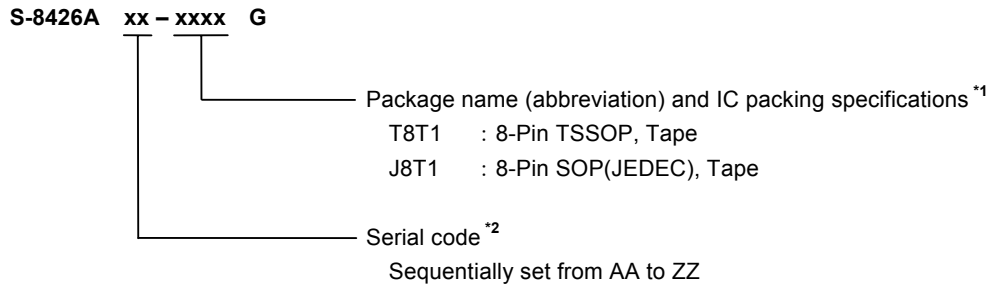 S-8426A xx – xxxx G
Package name (abbreviation) and IC packing specifications *1
T8T1 : 8-Pin TSSOP, Tape
J8T1 : 8-Pin SOP(JEDEC), Tape
Serial code *2
Sequentially set from AA to ZZ